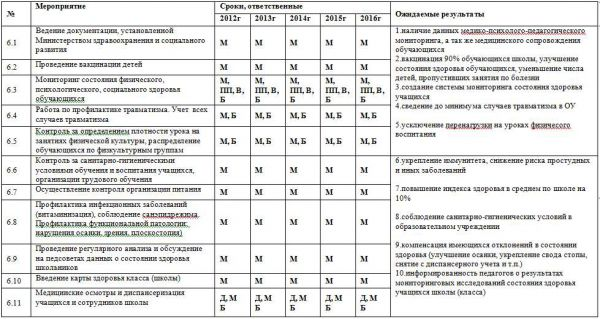 № Мероприятие Сроки, ответственные Ожидаемые результаты
2012г 2013г 2014г 2015г 2016г
6.1 Ведение документации, установленной
Министерством здравоохранения и социального
развития
М М М М М
6.2 Проведение вакцинации детей М М М М М
6.3 Мониторинг состояния физического,
психологического, социального здоровья
обучающихся
М, М, М, М, М,
ПП, В, ПП, В, ПП, В, ПП, В, ПП, В,
Б Б Б Б Б
6.4 Работа по профилактике травматизма. Учет всех
случаев травматизма
М, Б М, Б М, Б М, Б М, Б
6.5 Контроль за определением плотности урока на
занятиях физической культуры, распределение
обучающихся по физкультурным группам
М, Б М, Б М, Б М, Б М, Б
6.6 Контроль за санитарно-гигиеническими
условиями обучения и воспитания учащихся,
организации трудового обучения
М М М М М
6.7 Осуществление контроля организации питания М М М М М
6.8 Профилактика инфекционных заболеваний
(витаминизация), соблюдение санэпидрежима.
Профилактика функциональной патологии:
нарушения осанки, зрения, плоскостопия)
М М М М М
6.9 Проведение регулярного анализа и обсуждение
на педсоветах данных о состоянии здоровья
школьников
М М М М М
6.10 Введение карты здоровья класса (школы) М М М М М
6.11 Медицинские осмотры и диспансеризация
учащихся и сотрудников школы
Д, М Д, М Д, М Д, М Д, М
Б Б Б Б Б
1.наличие данных медико-психолого-педагогического
мониторинга, а так же медицинского сопровождения
обучающихся
2.вакцинация 90% обучающихся школы, улучшение
состояния здоровья обучающихся, уменьшение числа
детей, пропустивших занятия по болезни
3.создании системы мониторинга состояния здоровья
учащихся
4.сведение до минимума случаев травматизма в ОУ
5.усключение перенагрузки на уроках физического
воспитания
6.укрепление иммунитета, снижение риска простудных
и иных заболеваний
7.повышение индекса здоровья в среднем по школе на
10%
8.соблюдение санитарно-гигиенических условий в
образовательном учреждении
9.компенсация имеющихся отклонений в состоянии
здоровья (улучшение осанки, укрепление свода стопы,
снятие с диспансерного учета и т.п.)
10.информированность педагогов о результатах
мониторинговых исследований состояния здоровья
учащихся школы (класса)